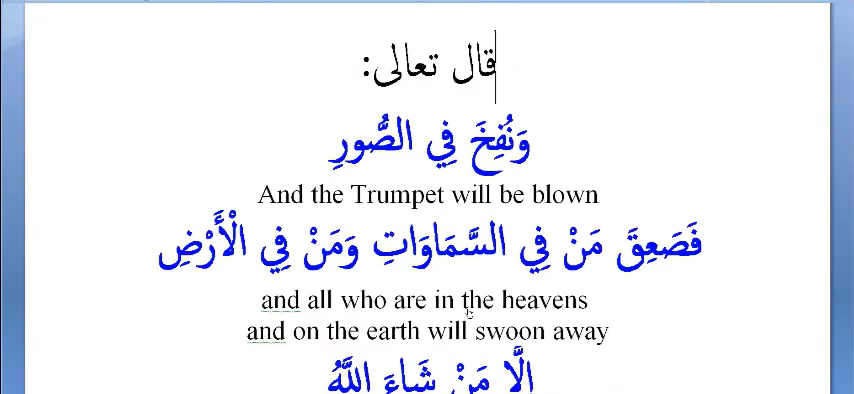 قال تعالى:
وَنُفِخَ فِي الصُّورِ
And the Trumpet will be blown
فَصَعِقَ مَنْ فِي السَّمَاوَاتِ وَمَنْ فِي الْأَرْضِ
and all who are in the heavens
and on the earth will swoon away
إِلَّا مَنْ شَاءَ اللَّهُ